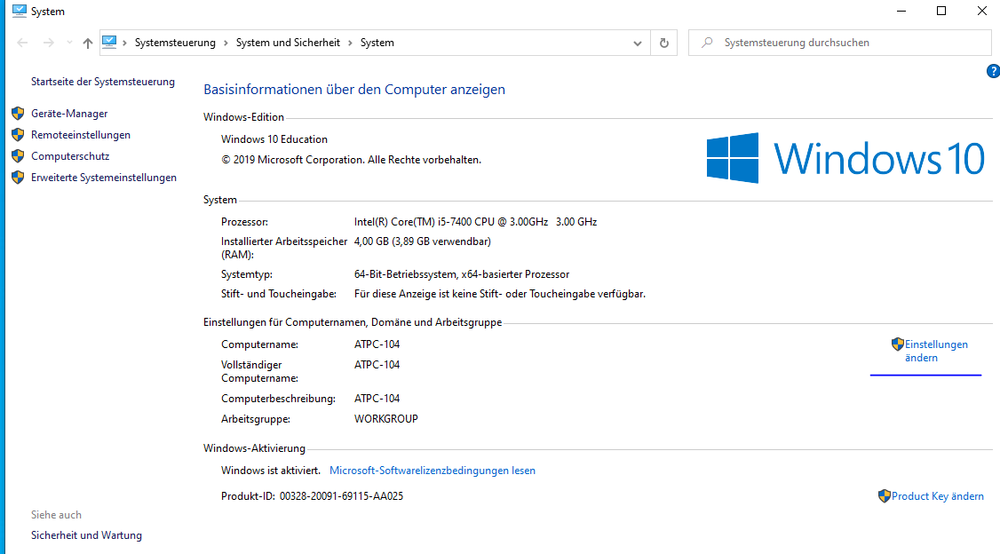 System
Systemsteuerung
System und Sicherheit
System
Systemsteuerung durchsuchen
?
Startseite der Systemsteuerung
Geräte-Manager
Remoteeinstellungen
Computerschutz
Erweiterte Systemeinstellungen
Basisinformationen über den Computer anzeigen
Windows-Edition
Windows 10 Education
© 2019 Microsoft Corporation. Alle Rechte vorbehalten.
Windows 10
System
Prozessor: Intel(R) Core(TM) i5-7400 CPU @ 3.00GHz 3.00 GHz
Installierter Arbeitsspeicher 4,00 GB (3,89 GB verwendbar)
(RAM):
Systemtyp: 64-Bit-Betriebssystem, x64-basierter Prozessor
Stift- und Toucheingabe: Für diese Anzeige ist keine Stift- oder Toucheingabe verfügbar.
Einstellungen für Computernamen, Domäne und Arbeitsgruppe
Computername: ATPC-104
Einstellungen
ändern
Vollständiger ATPC-104
Computername:
Computerbeschreibung: ATPC-104
Arbeitsgruppe: WORKGROUP
Windows-Aktivierung
Windows ist aktiviert. Microsoft-Softwarelizenzbedingungen lesen
Produkt-ID: 00328-20091-69115-AA025
Product Key ändern
Siehe auch
Sicherheit und Wartung